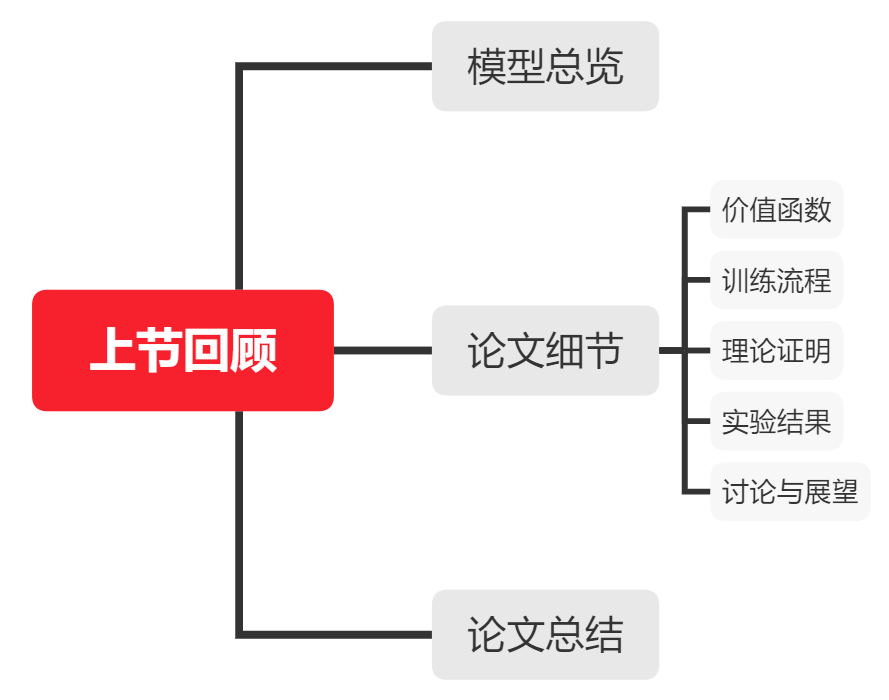 上节回顾
模型总览
论文细节
价值函数
训练流程
理论证明
实验结果
讨论与展望
论文总结